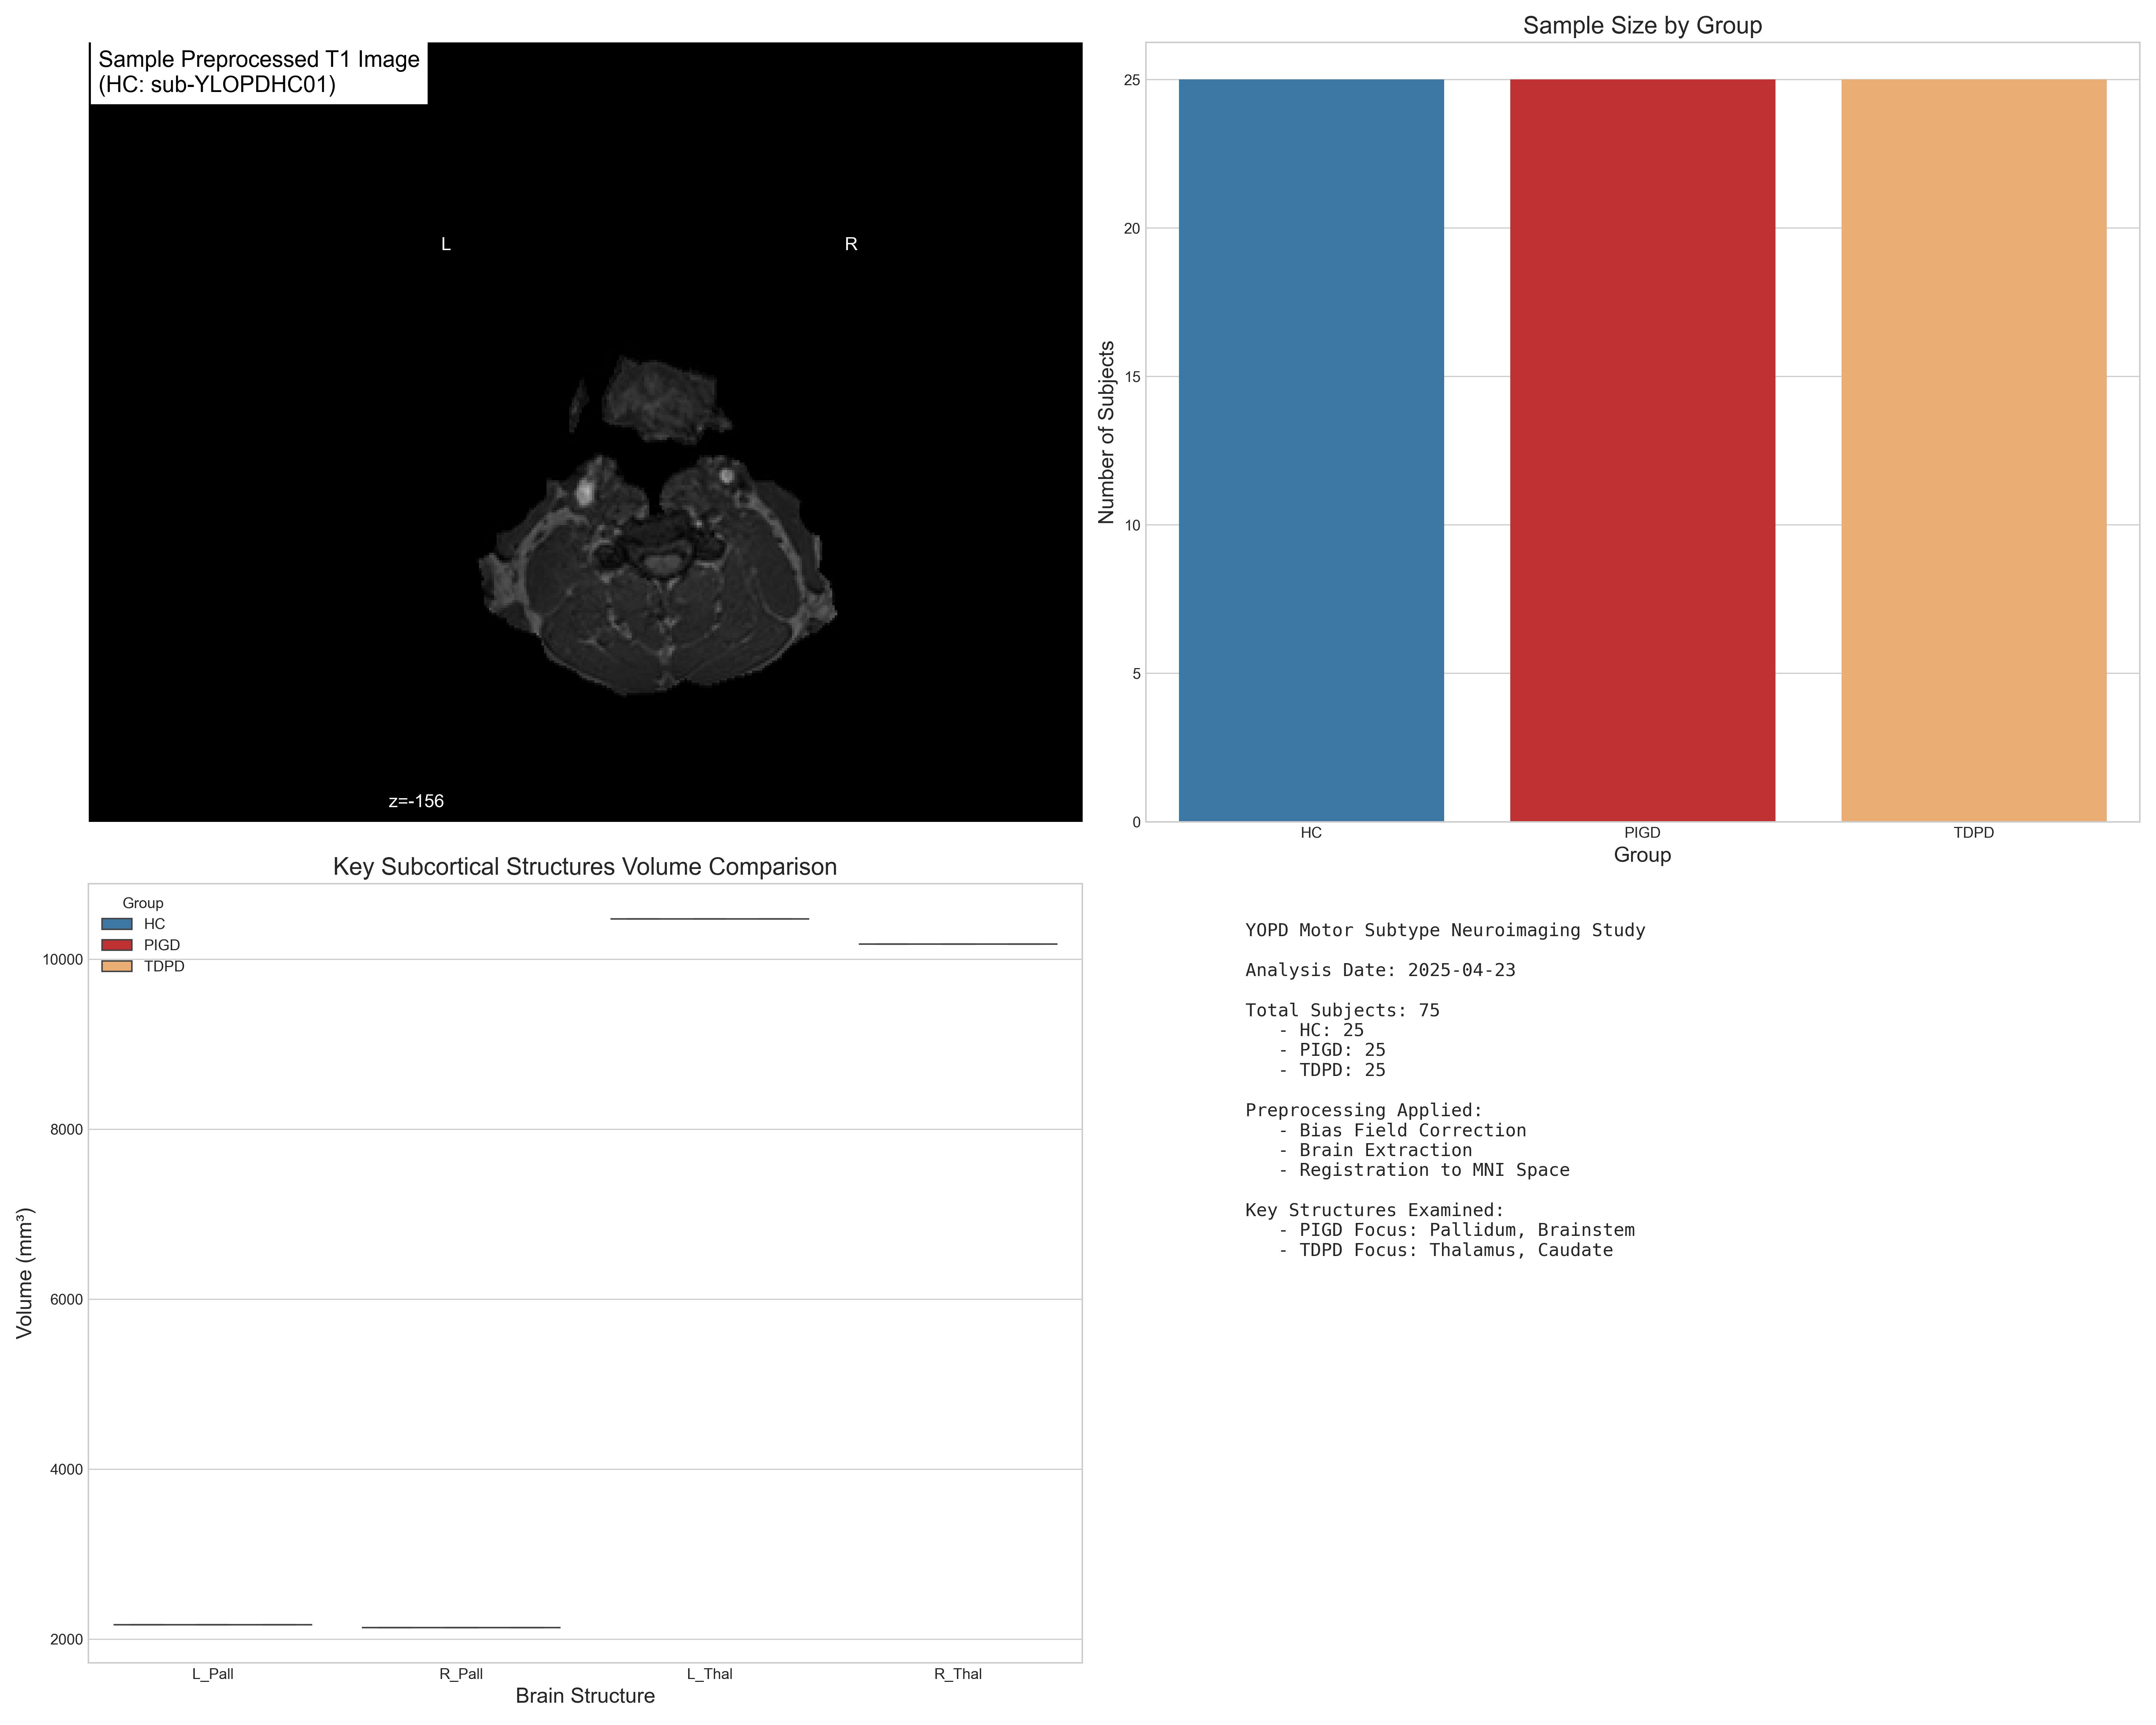 Sample Preprocessed T1 Image
(HC: sub-YLOPDHC01)
L
R
z=-156
Sample Size by Group
25
20
15
10
5
0
Number of Subjects
HC
PIGD
TDPD
Group
Key Subcortical Structures Volume Comparison
Group
HC
PIGD
TDPD
10000
8000
6000
4000
2000
Volume (mm³)
L_Pall
R_Pall
L_Thal
R_Thal
Brain Structure
YOPD Motor Subtype Neuroimaging Study
Analysis Date: 2025-04-23
Total Subjects: 75
- HC: 25
- PIGD: 25
- TDPD: 25
Preprocessing Applied:
- Bias Field Correction
- Brain Extraction
- Registration to MNI Space
Key Structures Examined:
- PIGD Focus: Pallidum, Brainstem
- TDPD Focus: Thalamus, Caudate